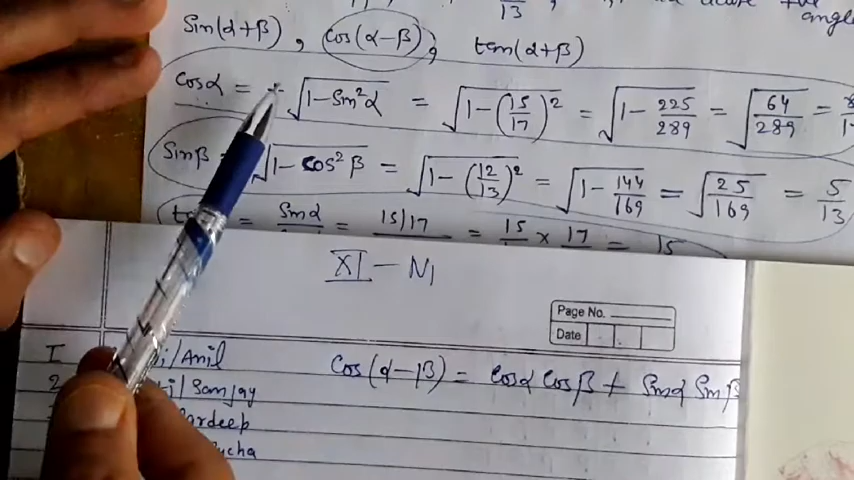 13
angle
Sin(α+β), Cos(α-β), tan(α+β)
Cosα = √1-Sin²α = √1-(15/17)² = √1-225/289 = √64/289 =
Sinβ √1-Cos²β = √1-(12/13)² = √1-144/169 = √25/169 = 5/13
Sinα = 15/17 = 15 × 17 = 15
XI-N1
Page No.
Date
I /Anil Cos(α-β) = Cosα Cosβ + Sinα Sinβ
2 Sanjay